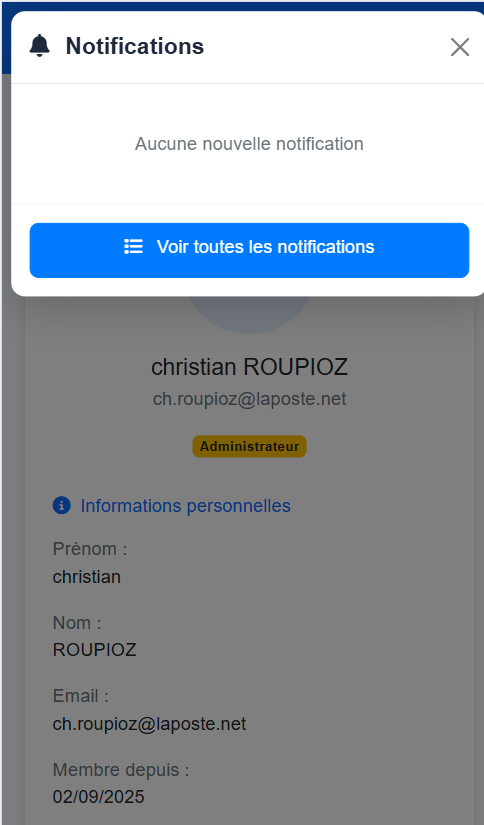 Notifications
Aucune nouvelle notification
Voir toutes les notifications
christian ROUPIOZ
ch.roupioz@laposte.net
Administrateur
Informations personnelles
Prénom :
christian
Nom :
ROUPIOZ
Email :
ch.roupioz@laposte.net
Membre depuis :
02/09/2025